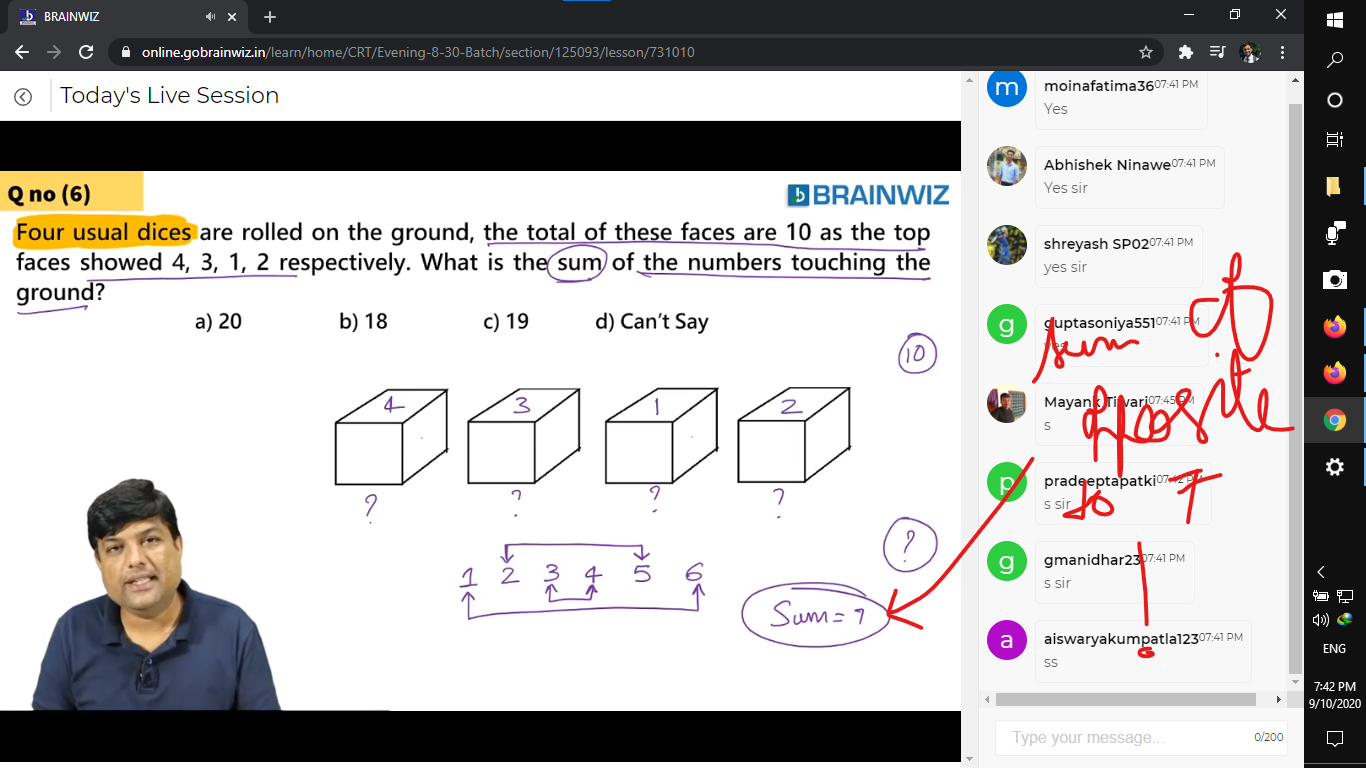 BRAINWIZ
online.gobrainwiz.in/learn/home/CRT/Evening-8-30-Batch/section/125093/lesson/731010
Today's Live Session
Q no (6)
BRAINWIZ
Four usual dices are rolled on the ground, the total of these faces are 10 as the top
faces showed 4, 3, 1, 2 respectively. What is the sum of the numbers touching the
ground?
a) 20 b) 18 c) 19 d) Can't Say
10
4 3 1 2
? ? ? ?
?
1 2 3 4 5 6
Sum = 7
m
moinafatima36 07:41 PM
Yes
Abhishek Ninawe 07:41 PM
Yes sir
shreyash SP02 07:41 PM
yes sir
g
guptasoniya551 07:41 PM
yes
Mayank Tiwari 07:45 PM
s
p
pradeeptapatki 07:42 PM
s sir
g
gmanidhar23 07:41 PM
s sir
a
aiswaryakumpatla123 07:41 PM
ss
sum of
opposite
to 7
Type your message... 0/200
ENG
7:42 PM
9/10/2020